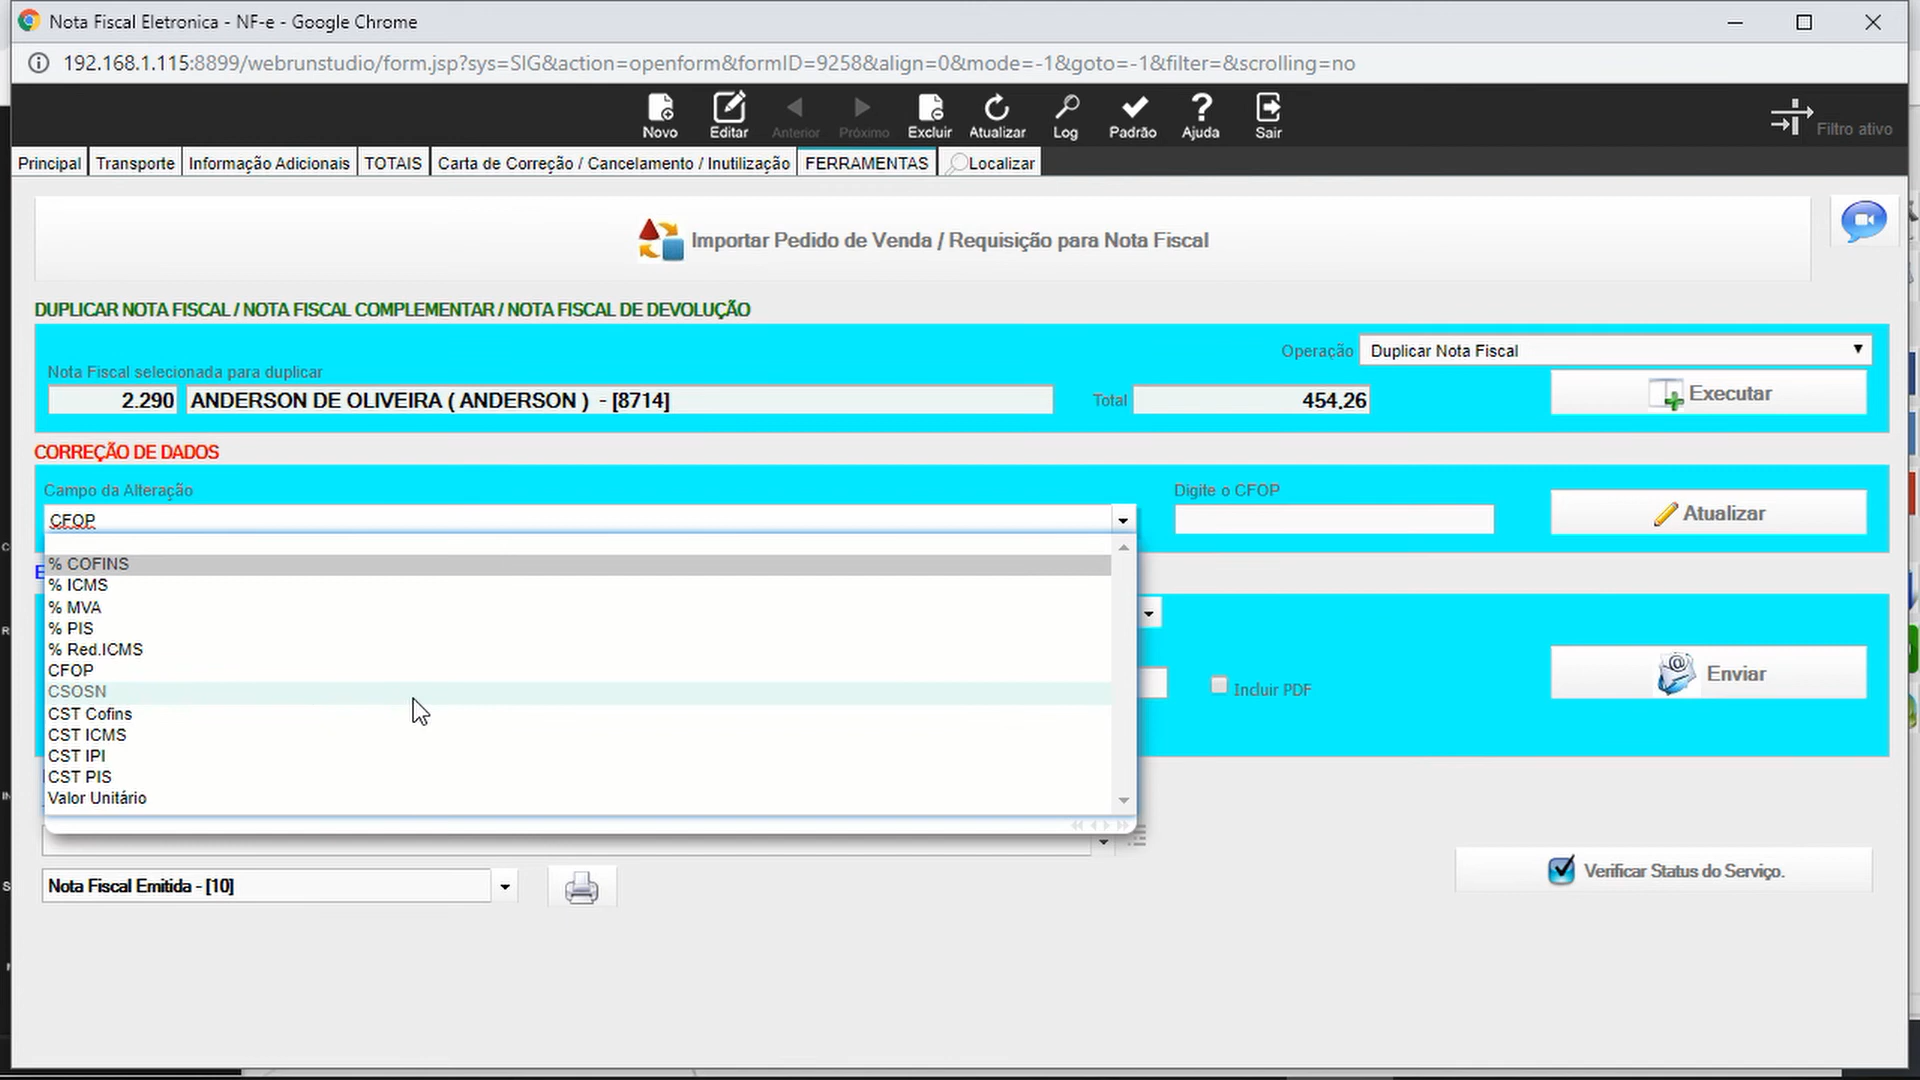 Nota Fiscal Eletronica - NF-e - Google Chrome
192.168.1.115:8899/webrunstudio/form.jsp?sys=SIG&action=openform&formID=9258&align=0&mode=-1&goto=-1&filter=&scrolling=no
Novo Editar Anterior Próximo Excluir Atualizar Log Padrão Ajuda Sair Filtro ativo
Principal Transporte Informação Adicionais TOTAIS Carta de Correção / Cancelamento / Inutilização FERRAMENTAS Localizar
Importar Pedido de Venda / Requisição para Nota Fiscal
DUPLICAR NOTA FISCAL / NOTA FISCAL COMPLEMENTAR / NOTA FISCAL DE DEVOLUÇÃO
Operação Duplicar Nota Fiscal
Nota Fiscal selecionada para duplicar
2.290 ANDERSON DE OLIVEIRA ( ANDERSON ) - [8714] Total 454.26 Executar
CORREÇÃO DE DADOS
Campo da Alteração Digite o CFOP
CFOP Atualizar
% COFINS
% ICMS
% MVA
% PIS
% Red.ICMS
CFOP
CSOSN
CST Cofins
CST ICMS
CST IPI
CST PIS
Valor Unitário
Incluir PDF Enviar
Nota Fiscal Emitida - [10] Verificar Status do Serviço.